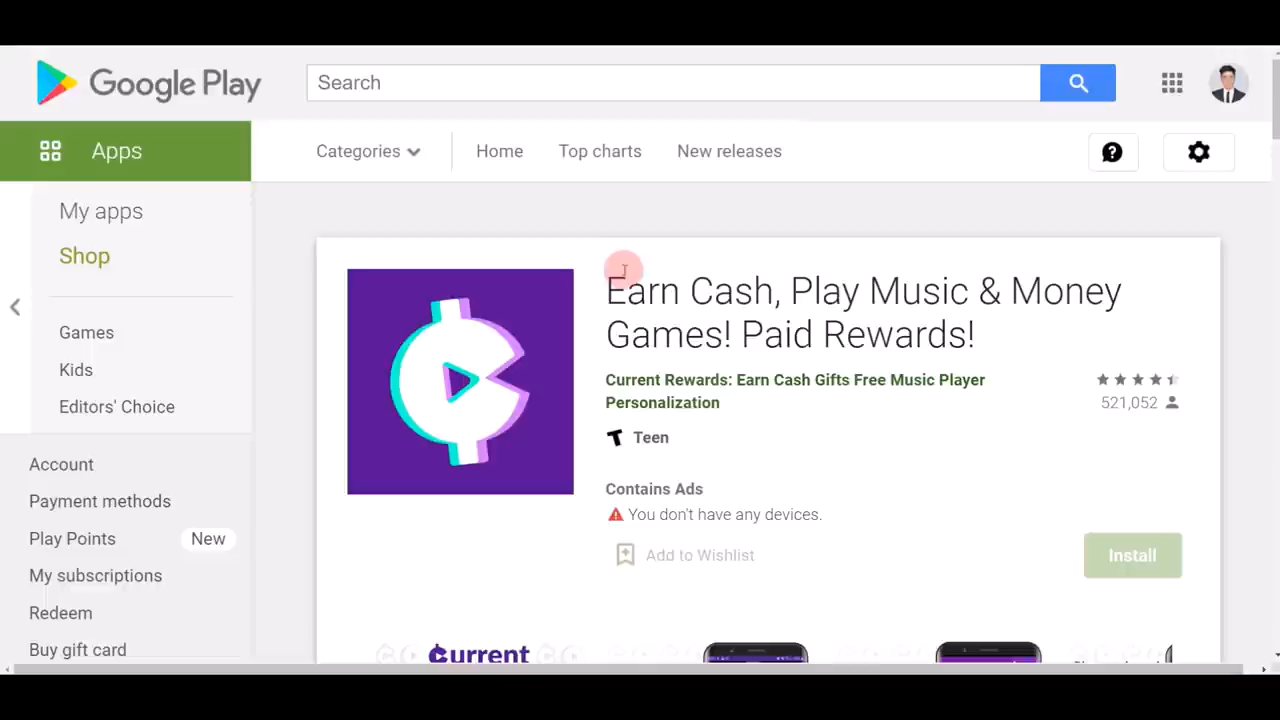 Google Play
Search
Apps
Categories
Home
Top charts
New releases
My apps
Shop
Games
Kids
Editors' Choice
Account
Payment methods
Play Points
New
My subscriptions
Redeem
Buy gift card
Earn Cash, Play Music & Money
Games! Paid Rewards!
Current Rewards: Earn Cash Gifts Free Music Player
Personalization
521,052
T Teen
Contains Ads
You don't have any devices.
Add to Wishlist
Install
Current